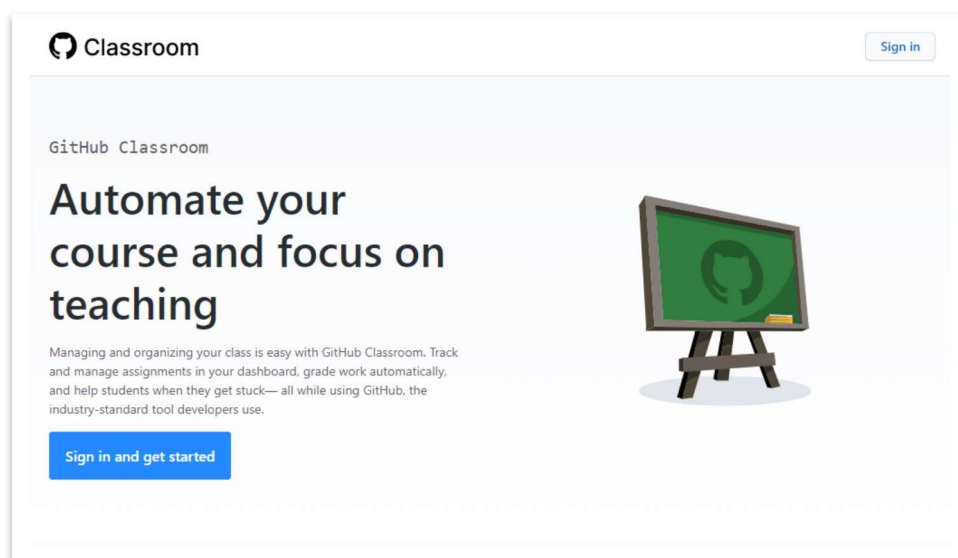 Classroom
Sign in
GitHub Classroom
Automate your
course and focus on
teaching
Managing and organizing your class is easy with GitHub Classroom. Track
and manage assignments in your dashboard, grade work automatically,
and help students when they get stuck— all while using GitHub, the
industry-standard tool developers use.
Sign in and get started